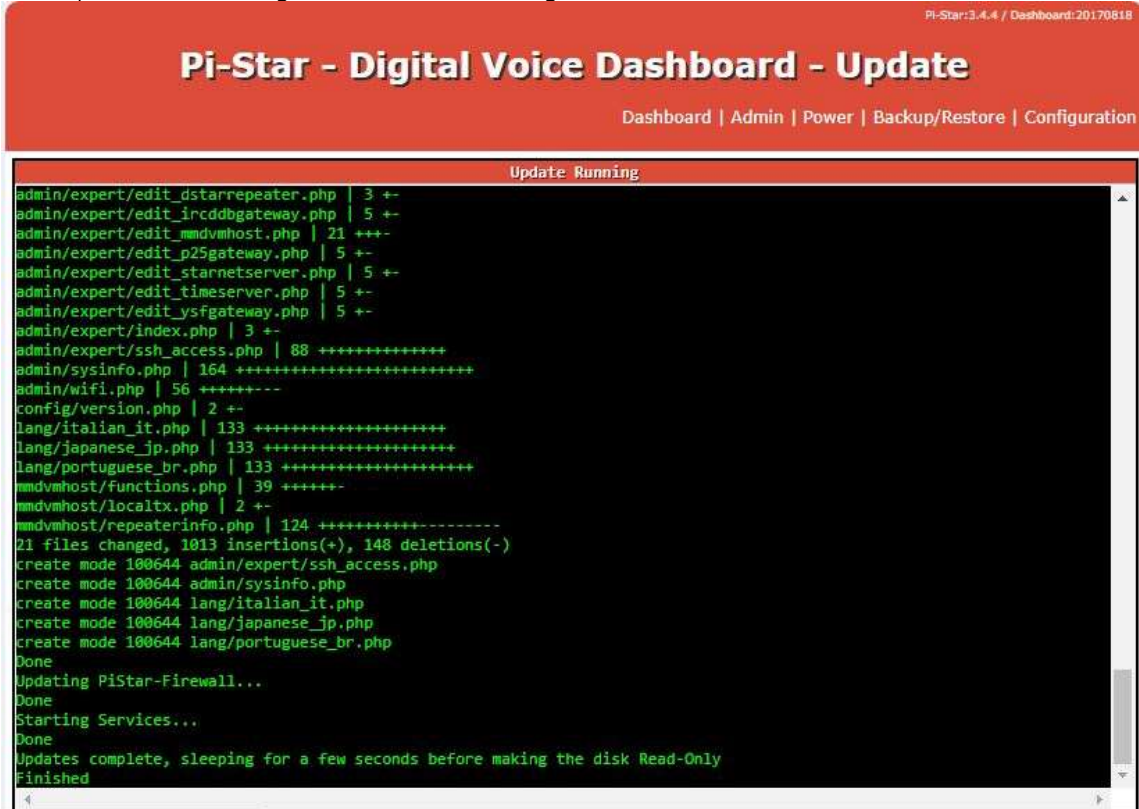 Pi-Star:3.4.4 / Dashboard:20170818
Pi-Star - Digital Voice Dashboard - Update
Dashboard | Admin | Power | Backup/Restore | Configuration
Update Running
admin/expert/edit_dstarrepeater.php | 3 +-
admin/expert/edit_ircddbgateway.php | 5 +-
admin/expert/edit_mmdvmhost.php | 21 +++-
admin/expert/edit_p25gateway.php | 5 +-
admin/expert/edit_starnetserver.php | 5 +-
admin/expert/edit_timeserver.php | 5 +-
admin/expert/edit_ysfgateway.php | 5 +-
admin/expert/index.php | 3 +-
admin/expert/ssh_access.php | 88 ++++++++++++++
admin/sysinfo.php | 164 +++++++++++++++++++++++++++
admin/wifi.php | 56 ++++++---
config/version.php | 2 +-
lang/italian_it.php | 133 ++++++++++++++++++++++
lang/japanese_jp.php | 133 ++++++++++++++++++++++
lang/portuguese_br.php | 133 ++++++++++++++++++++++
mmdvmhost/functions.php | 39 ++++++-
mmdvmhost/localtx.php | 2 +-
mmdvmhost/repeaterinfo.php | 124 +++++++++++---------
21 files changed, 1013 insertions(+), 148 deletions(-)
create mode 100644 admin/expert/ssh_access.php
create mode 100644 admin/sysinfo.php
create mode 100644 lang/italian_it.php
create mode 100644 lang/japanese_jp.php
create mode 100644 lang/portuguese_br.php
Done
Updating PiStar-Firewall...
Done
Starting Services...
Done
Updates complete, sleeping for a few seconds before making the disk Read-Only
Finished